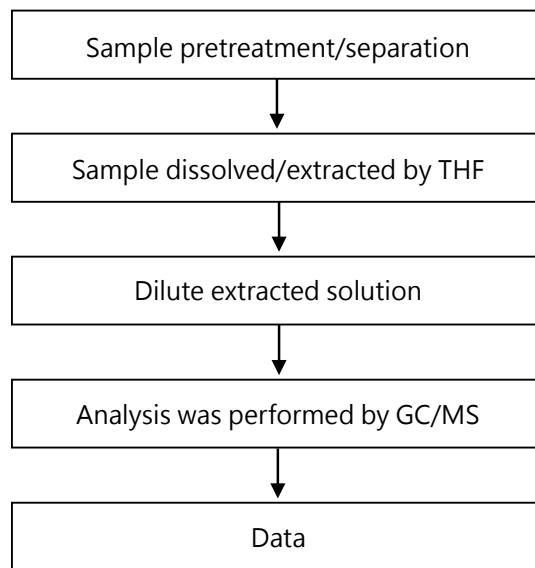 Sample pretreatment/separation
Sample dissolved/extracted by THF
Dilute extracted solution
Analysis was performed by GC/MS
Data